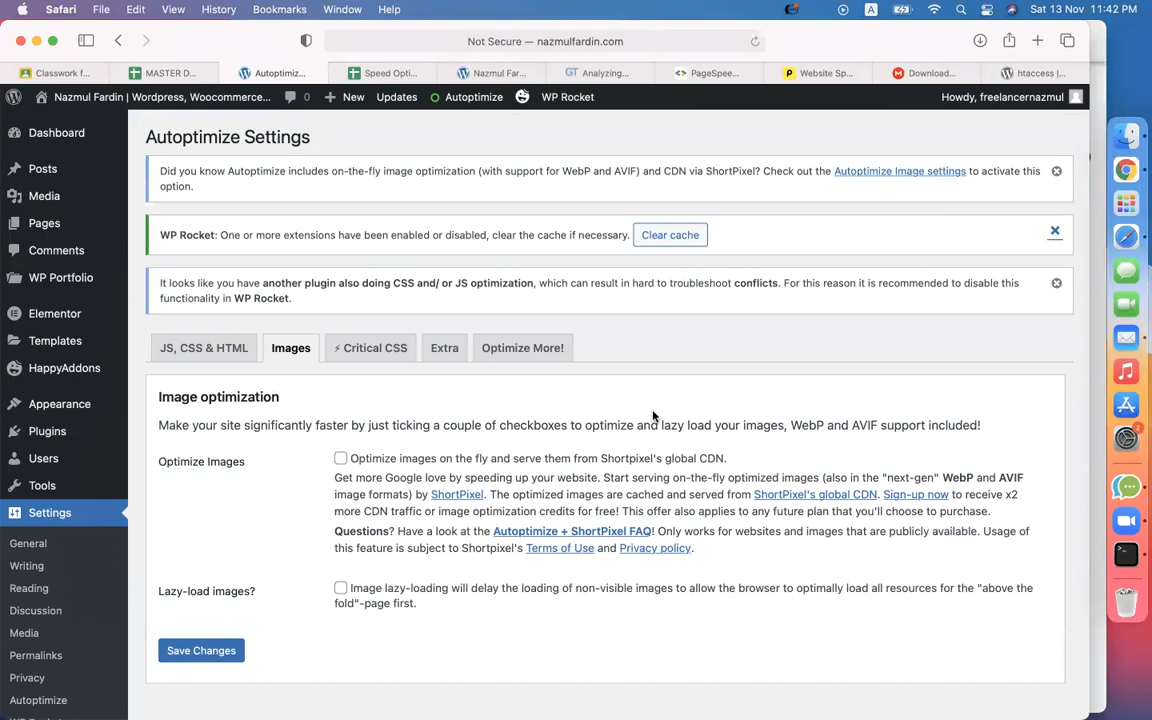 Safari File Edit View History Bookmarks Window Help A Sat 13 Nov 11:42 PM
Not Secure — nazmulfardin.com
Classwork f... MASTER D... Autoptimiz... Speed Opti... Nazmul Far... GT Analyzing... PageSpee... Website Sp... Download... htaccess |...
Nazmul Fardin | Wordpress, Woocommerce... 0 New Updates Autoptimize WP Rocket Howdy, freelancernazmul
Dashboard
Posts
Media
Pages
Comments
WP Portfolio
Elementor
Templates
HappyAddons
Appearance
Plugins
Users
Tools
Settings
General
Writing
Reading
Discussion
Media
Permalinks
Privacy
Autoptimize
Autoptimize Settings
Did you know Autoptimize includes on-the-fly image optimization (with support for WebP and AVIF) and CDN via ShortPixel? Check out the Autoptimize Image settings to activate this
option.
WP Rocket: One or more extensions have been enabled or disabled, clear the cache if necessary. Clear cache
It looks like you have another plugin also doing CSS and/ or JS optimization, which can result in hard to troubleshoot conflicts. For this reason it is recommended to disable this
functionality in WP Rocket.
JS, CSS & HTML Images ⚡ Critical CSS Extra Optimize More!
Image optimization
Make your site significantly faster by just ticking a couple of checkboxes to optimize and lazy load your images, WebP and AVIF support included!
Optimize Images
Optimize images on the fly and serve them from Shortpixel's global CDN.
Get more Google love by speeding up your website. Start serving on-the-fly optimized images (also in the "next-gen" WebP and AVIF
image formats) by ShortPixel. The optimized images are cached and served from ShortPixel's global CDN. Sign-up now to receive x2
more CDN traffic or image optimization credits for free! This offer also applies to any future plan that you'll choose to purchase.
Questions? Have a look at the Autoptimize + ShortPixel FAQ! Only works for websites and images that are publicly available. Usage of
this feature is subject to Shortpixel's Terms of Use and Privacy policy.
Lazy-load images?
Image lazy-loading will delay the loading of non-visible images to allow the browser to optimally load all resources for the "above the
fold"-page first.
Save Changes